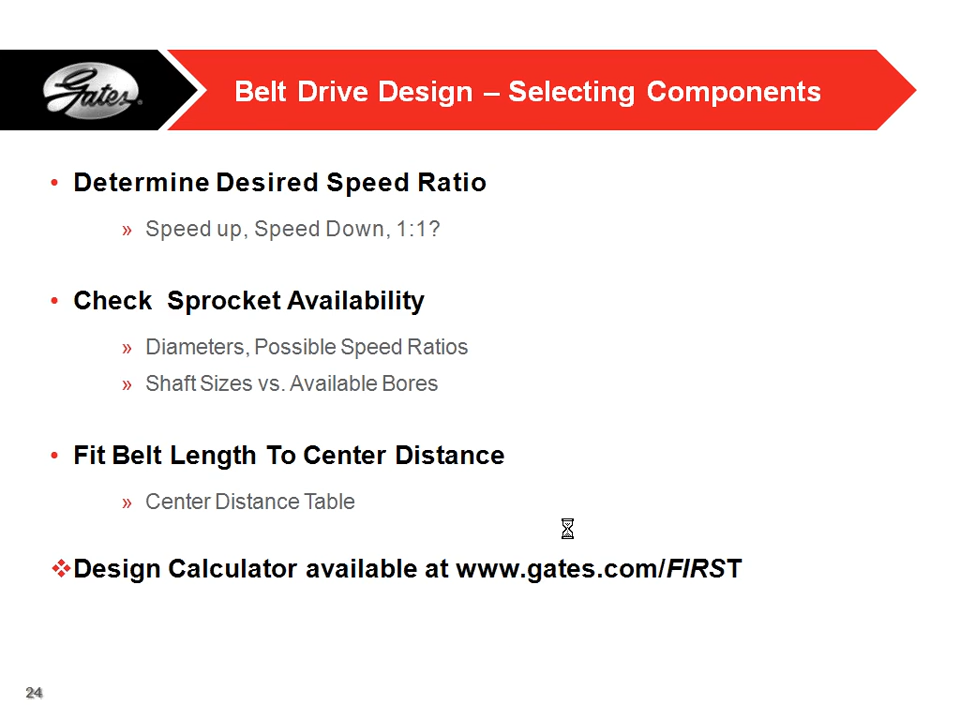 Gates
Belt Drive Design – Selecting Components
• Determine Desired Speed Ratio
» Speed up, Speed Down, 1:1?
• Check Sprocket Availability
» Diameters, Possible Speed Ratios
» Shaft Sizes vs. Available Bores
• Fit Belt Length To Center Distance
» Center Distance Table
❖Design Calculator available at www.gates.com/FIRST
24